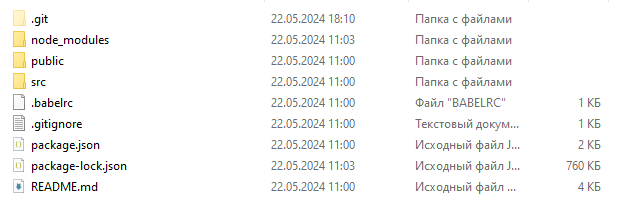 .git 22.05.2024 18:10 Папка с файлами
node_modules 22.05.2024 11:03 Папка с файлами
public 22.05.2024 11:00 Папка с файлами
src 22.05.2024 11:00 Папка с файлами
.babelrc 22.05.2024 11:00 Файл "BABELRC" 1 КБ
.gitignore 22.05.2024 11:00 Текстовый докум... 1 КБ
package.json 22.05.2024 11:00 Исходный файл J... 2 КБ
package-lock.json 22.05.2024 11:03 Исходный файл J... 760 КБ
README.md 22.05.2024 11:00 Исходный файл ... 4 КБ